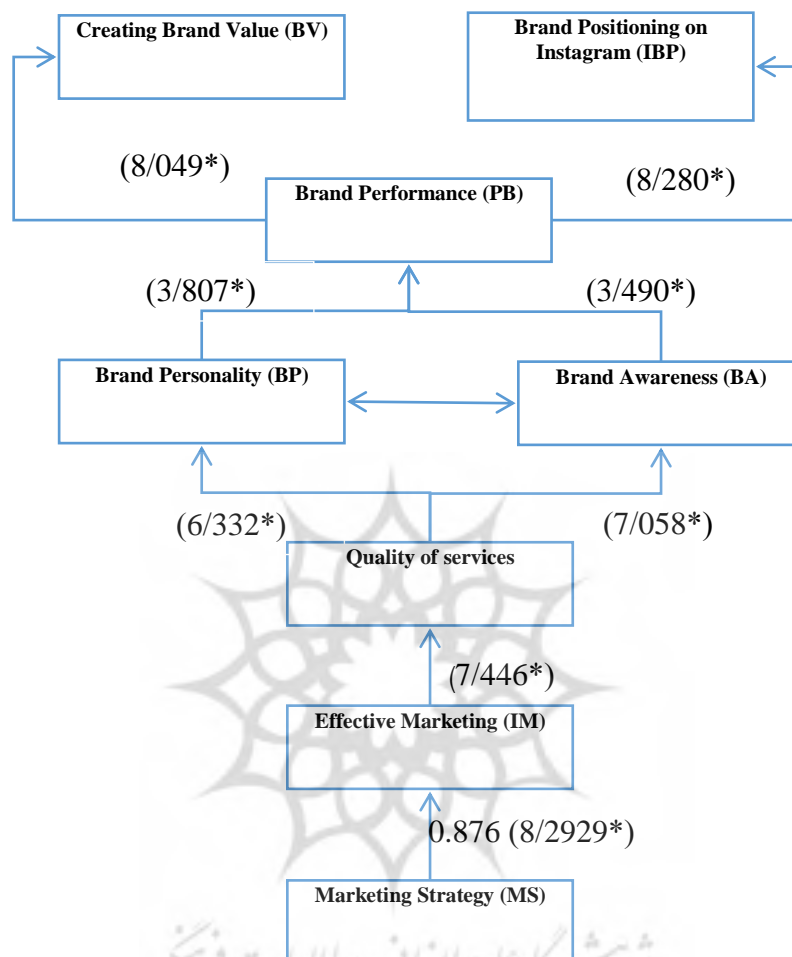 Creating Brand Value (BV)
Brand Positioning on
Instagram (IBP)
(8/049*)
(8/280*)
Brand Performance (PB)
(3/807*)
(3/490*)
Brand Personality (BP)
Brand Awareness (BA)
(6/332*)
(7/058*)
Quality of services
(7/446*)
Effective Marketing (IM)
0.876 (8/2929*)
Marketing Strategy (MS)